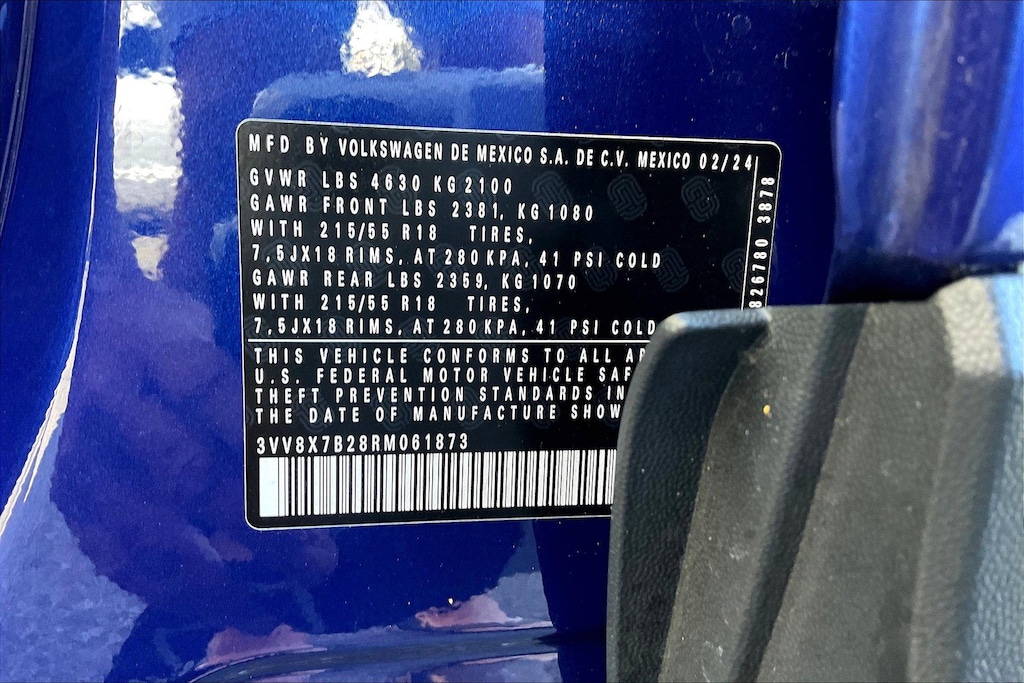 MFD BY VOLKSWAGEN DE MEXICO S.A. DE C.V. MEXICO 02/24
GVWR LBS 4630 KG 2100
GAWR FRONT LBS 2381, KG 1080
WITH 215/55 R18 TIRES,
7,5JX18 RIMS, AT 280 KPA, 41 PSI COLD
GAWR REAR LBS 2359, KG 1070
WITH 215/55 R18 TIRES,
7,5JX18 RIMS, AT 280 KPA, 41 PSI COLD
THIS VEHICLE CONFORMS TO ALL
U.S. FEDERAL MOTOR VEHICLE
THEFT PREVENTION STANDARDS IN
THE DATE OF MANUFACTURE
3VV8X7B28RM061873
826780 3878